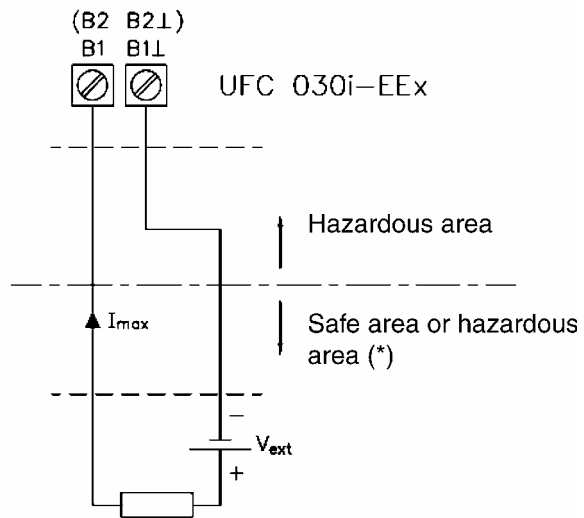 (B2 B2⊥)
B1 B1⊥
UFC 030i-EEx
Hazardous area
Imax
Safe area or hazardous
area (*)
−
Vext
+